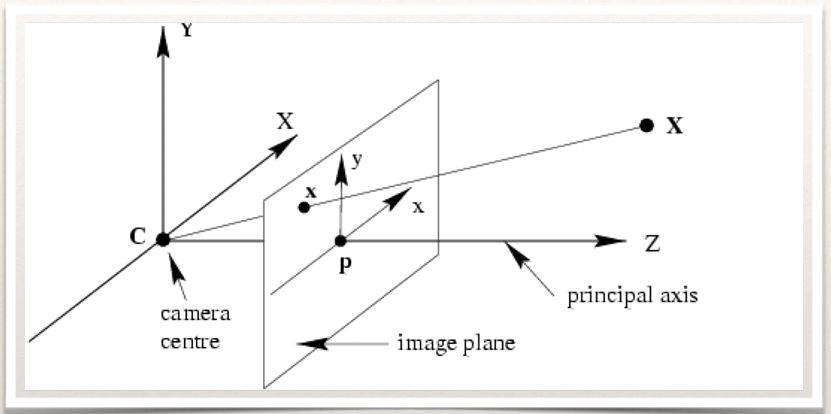 Y
X
X
y
x
x
C
Z
p
principal axis
camera
centre
image plane